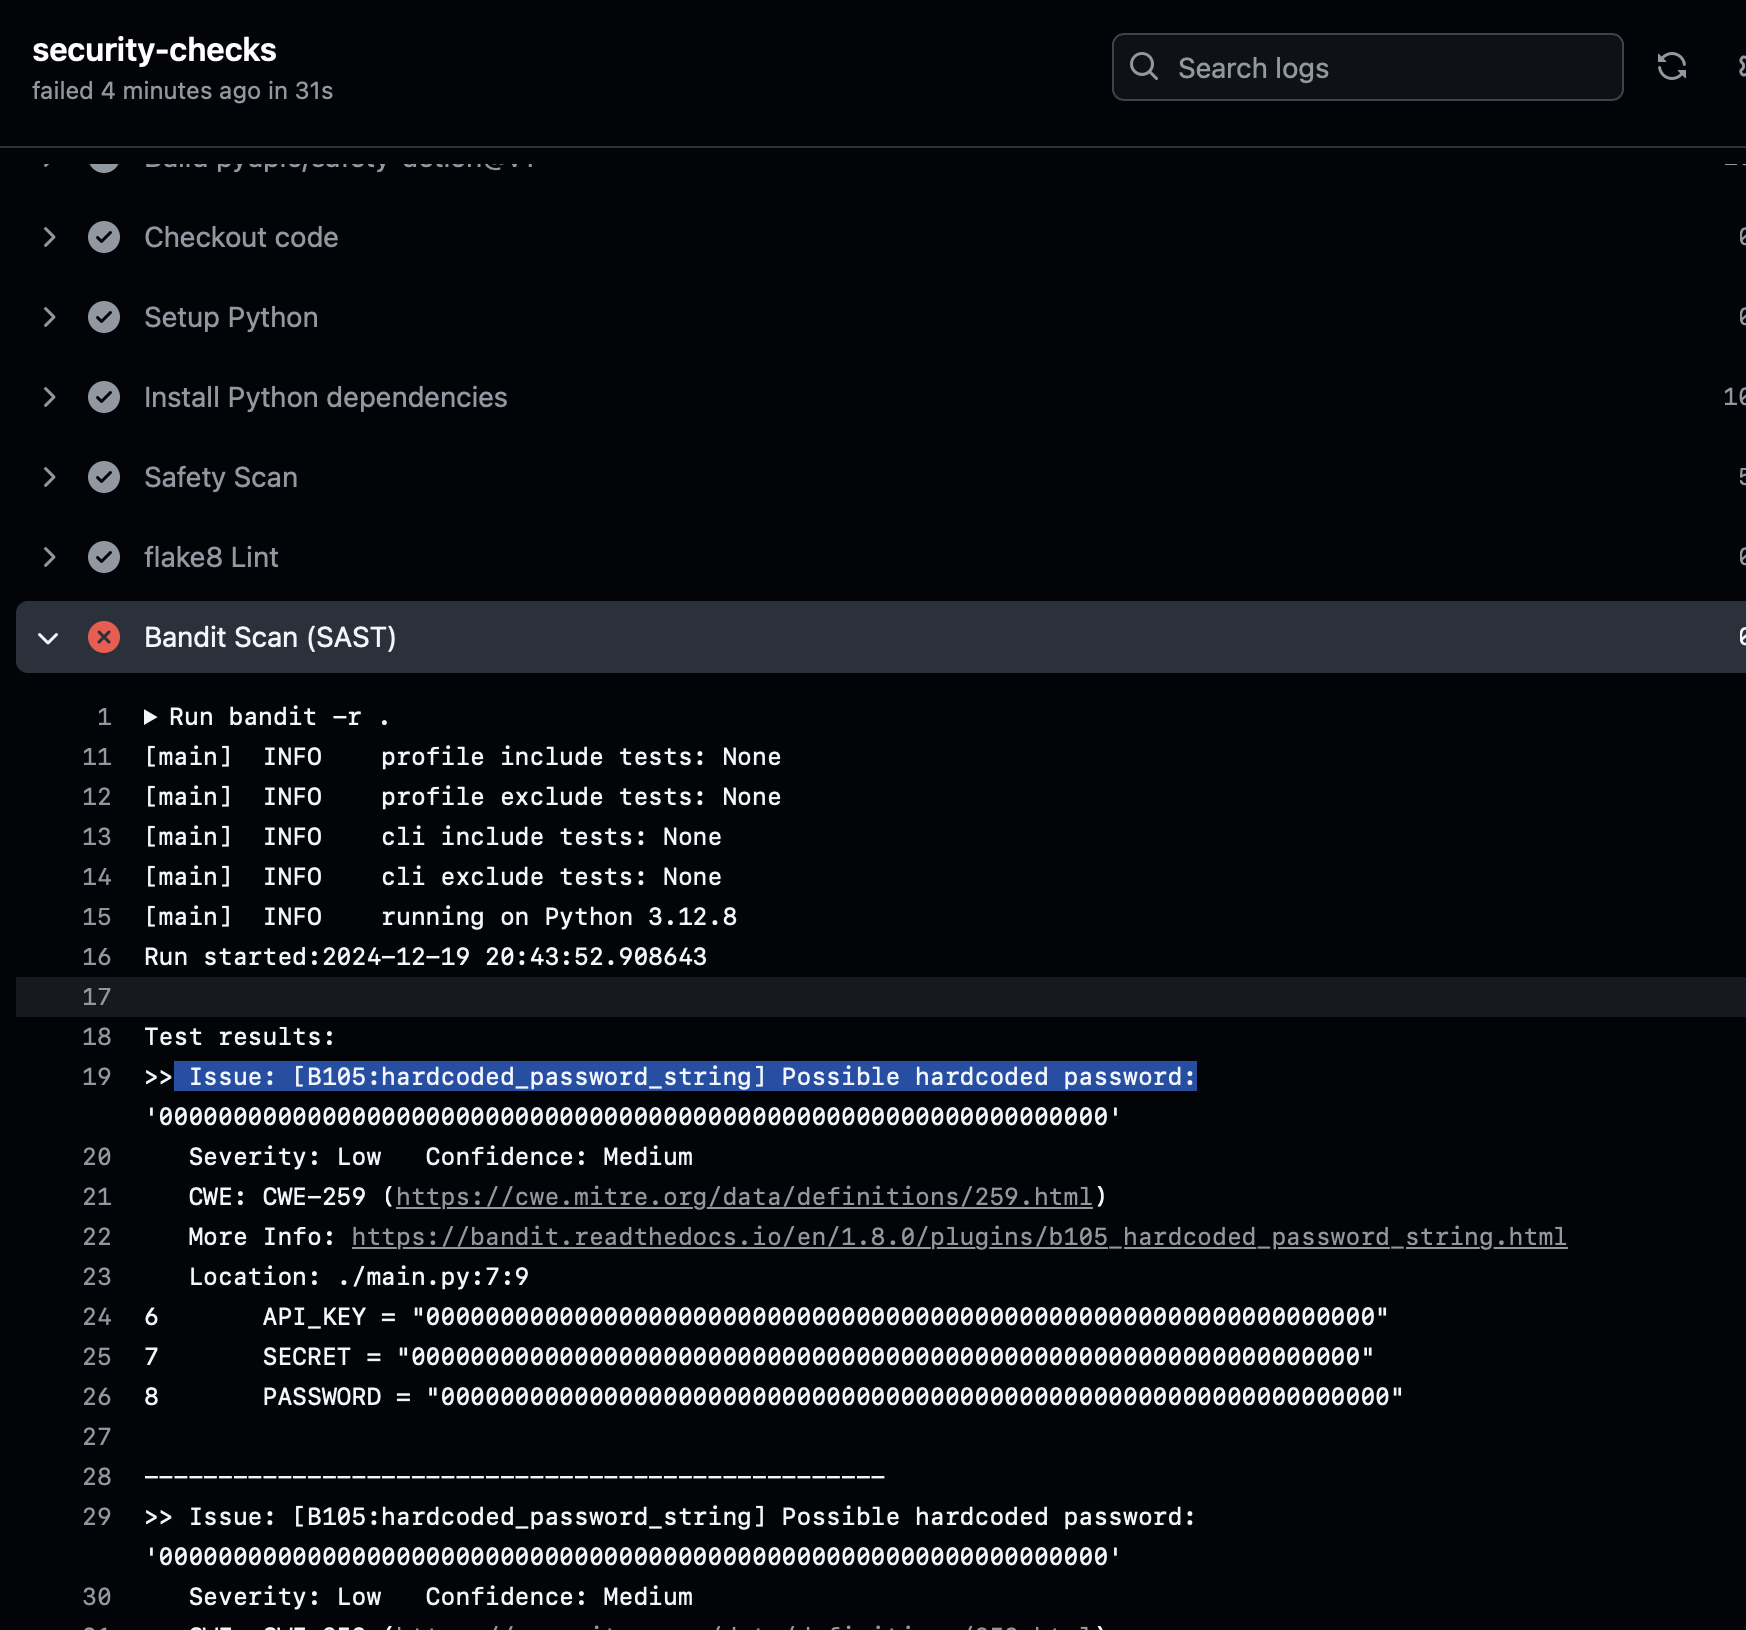 security-checks
failed 4 minutes ago in 31s
Search logs
Checkout code
Setup Python
Install Python dependencies
Safety Scan
flake8 Lint
Bandit Scan (SAST)
1 ▶ Run bandit -r .
11 [main]  INFO    profile include tests: None
12 [main]  INFO    profile exclude tests: None
13 [main]  INFO    cli include tests: None
14 [main]  INFO    cli exclude tests: None
15 [main]  INFO    running on Python 3.12.8
16 Run started:2024-12-19 20:43:52.908643
17
18 Test results:
19 >> Issue: [B105:hardcoded_password_string] Possible hardcoded password:
'0000000000000000000000000000000000000000000000000000000000000000'
20    Severity: Low   Confidence: Medium
21    CWE: CWE-259 (https://cwe.mitre.org/data/definitions/259.html)
22    More Info: https://bandit.readthedocs.io/en/1.8.0/plugins/b105_hardcoded_password_string.html
23    Location: ./main.py:7:9
24 6       API_KEY = "0000000000000000000000000000000000000000000000000000000000000000"
25 7       SECRET = "0000000000000000000000000000000000000000000000000000000000000000"
26 8       PASSWORD = "0000000000000000000000000000000000000000000000000000000000000000"
27
28 --------------------------------------------------
29 >> Issue: [B105:hardcoded_password_string] Possible hardcoded password:
'0000000000000000000000000000000000000000000000000000000000000000'
30    Severity: Low   Confidence: Medium